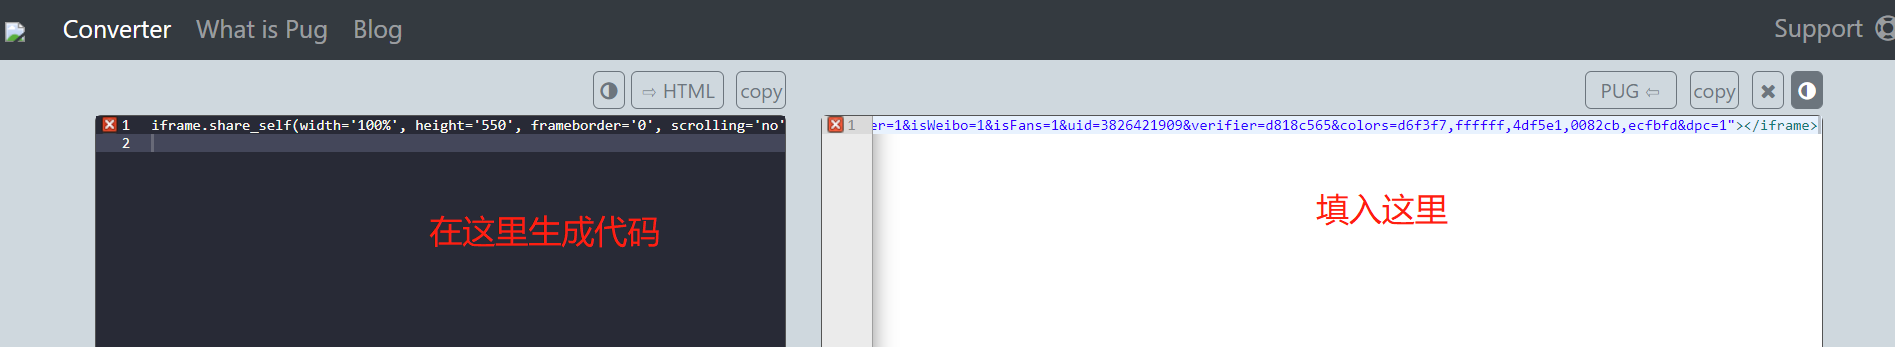 Converter What is Pug Blog Support
⇨ HTML copy PUG ⇦ copy
1 iframe.share_self(width='100%', height='550', frameborder='0', scrolling='no'
2
1 er=1&isWeibo=1&isFans=1&uid=3826421909&verifier=d818c565&colors=d6f3f7,ffffff,4df5e1,0082cb,ecfbfd&dpc=1"></iframe>
在这里生成代码
填入这里